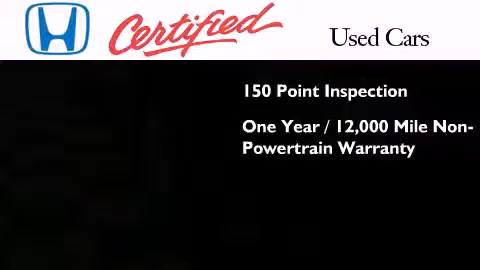 Certified Used Cars
150 Point Inspection
One Year / 12,000 Mile Non-
Powertrain Warranty